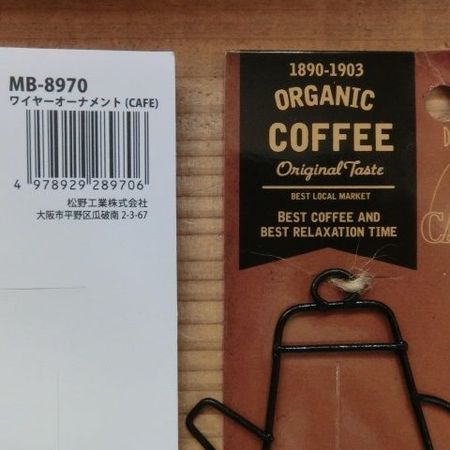 MB-8970
ワイヤーオーナメント (CAFE)
4 978929 289706
松野工業株式会社
大阪市平野区瓜破南 2-3-67
1890-1903
ORGANIC
COFFEE
Original Taste
BEST LOCAL MARKET
BEST COFFEE AND
BEST RELAXATION TIME